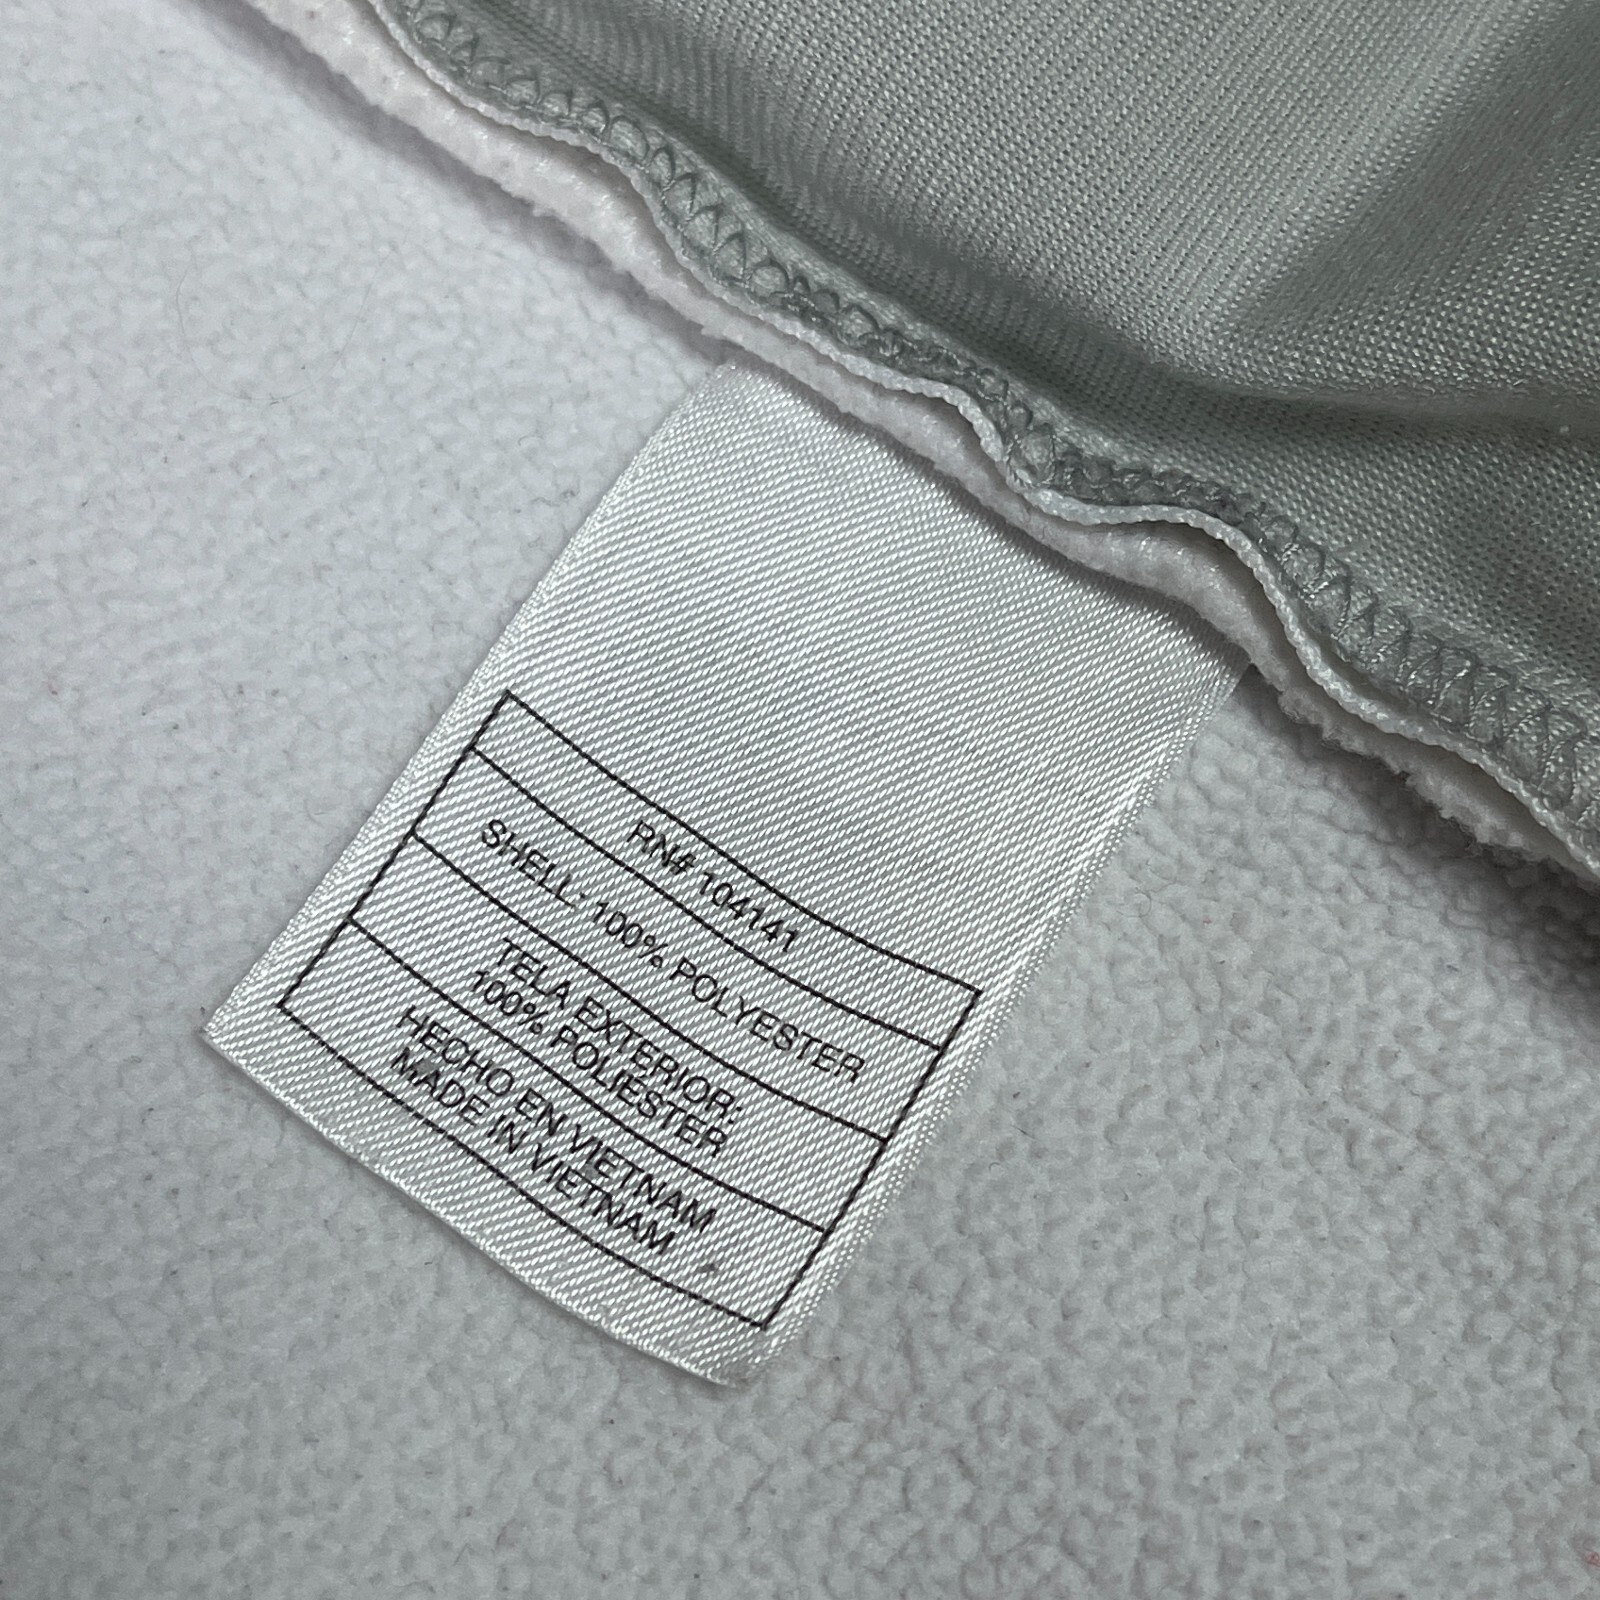 RN# 104141
SHELL: 100% POLYESTER
TELA EXTERIOR:
100% POLIÉSTER
HECHO EN VIETNAM
MADE IN VIETNAM